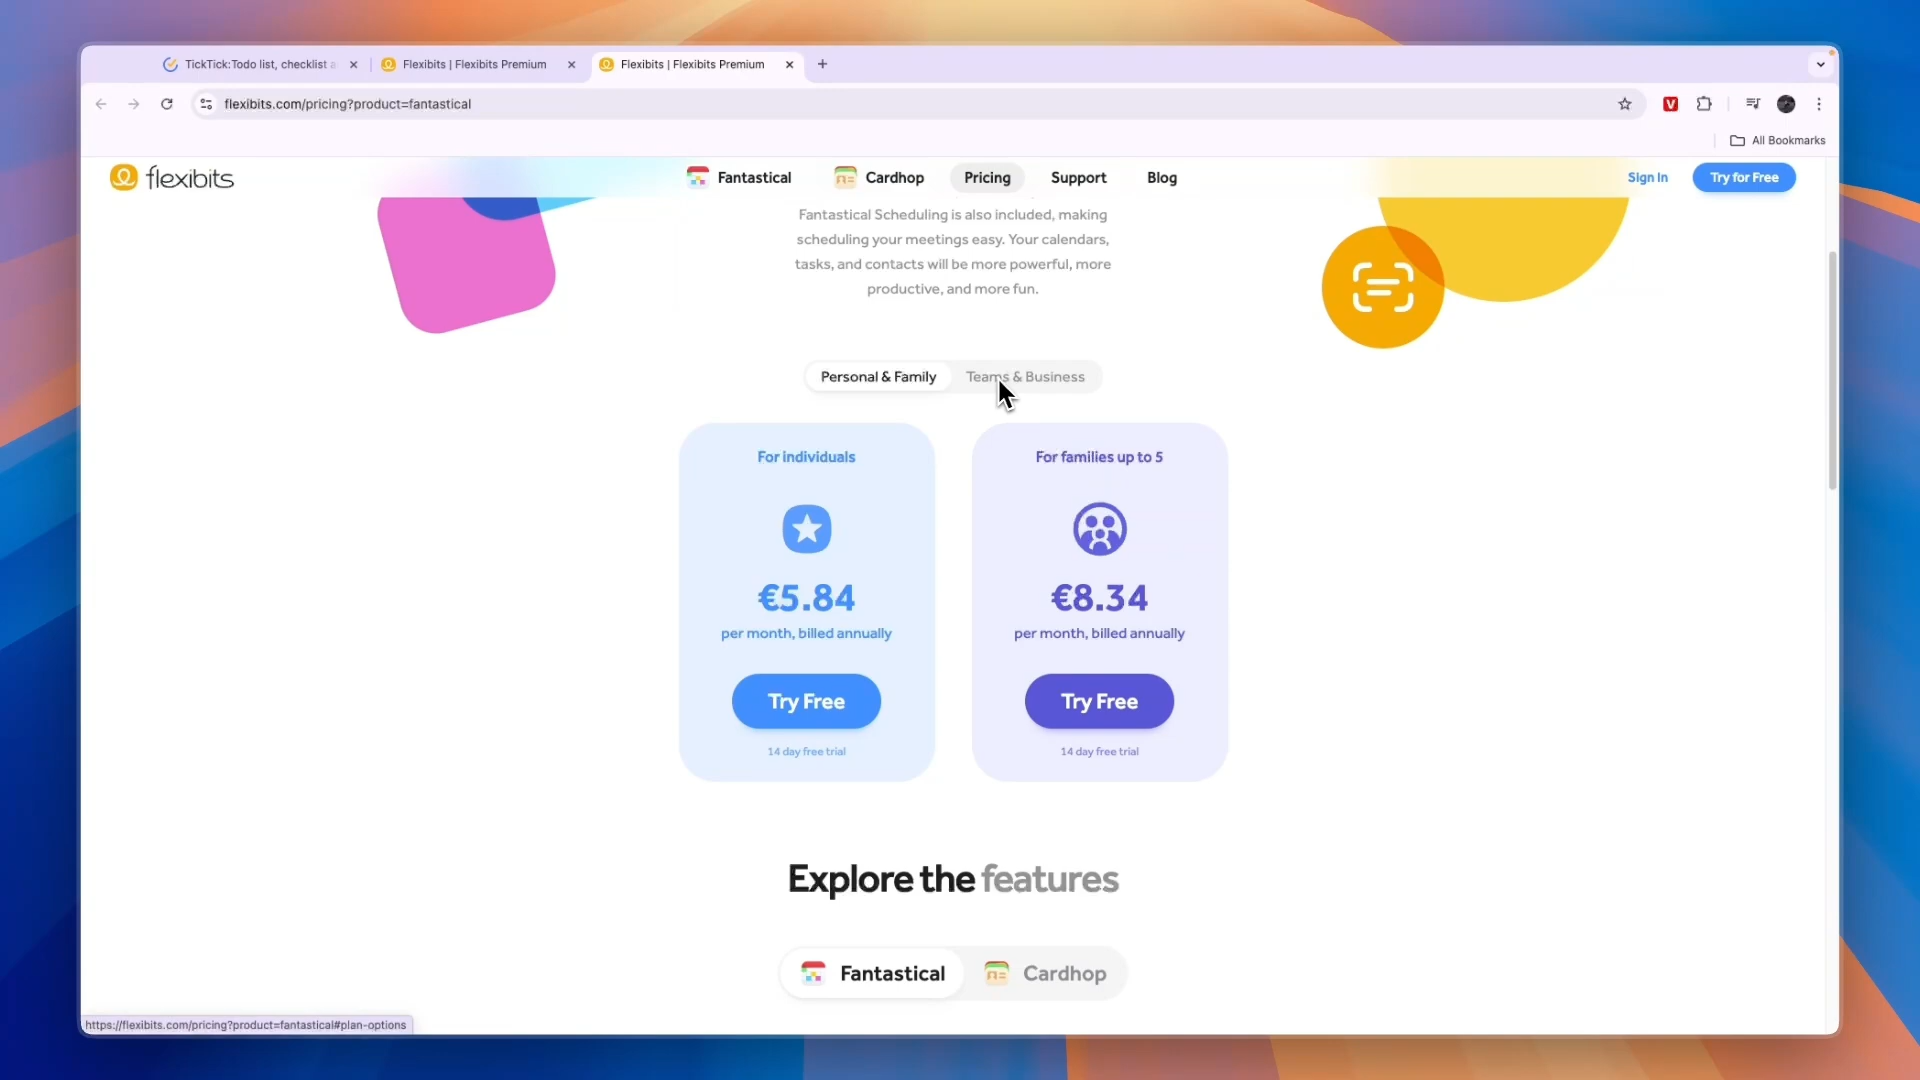 TickTick:Todo list, checklist a
Flexibits | Flexibits Premium
Flexibits | Flexibits Premium
flexibits.com/pricing?product=fantastical
V
All Bookmarks
flexibits
Fantastical
Cardhop
Pricing
Support
Blog
Sign In
Try for Free
Fantastical Scheduling is also included, making
scheduling your meetings easy. Your calendars,
tasks, and contacts will be more powerful, more
productive, and more fun.
Personal & Family
Teams & Business
For individuals
€5.84
per month, billed annually
Try Free
14 day free trial
For families up to 5
€8.34
per month, billed annually
Try Free
14 day free trial
Explore the features
Fantastical
Cardhop
https://flexibits.com/pricing?product=fantastical#plan-options